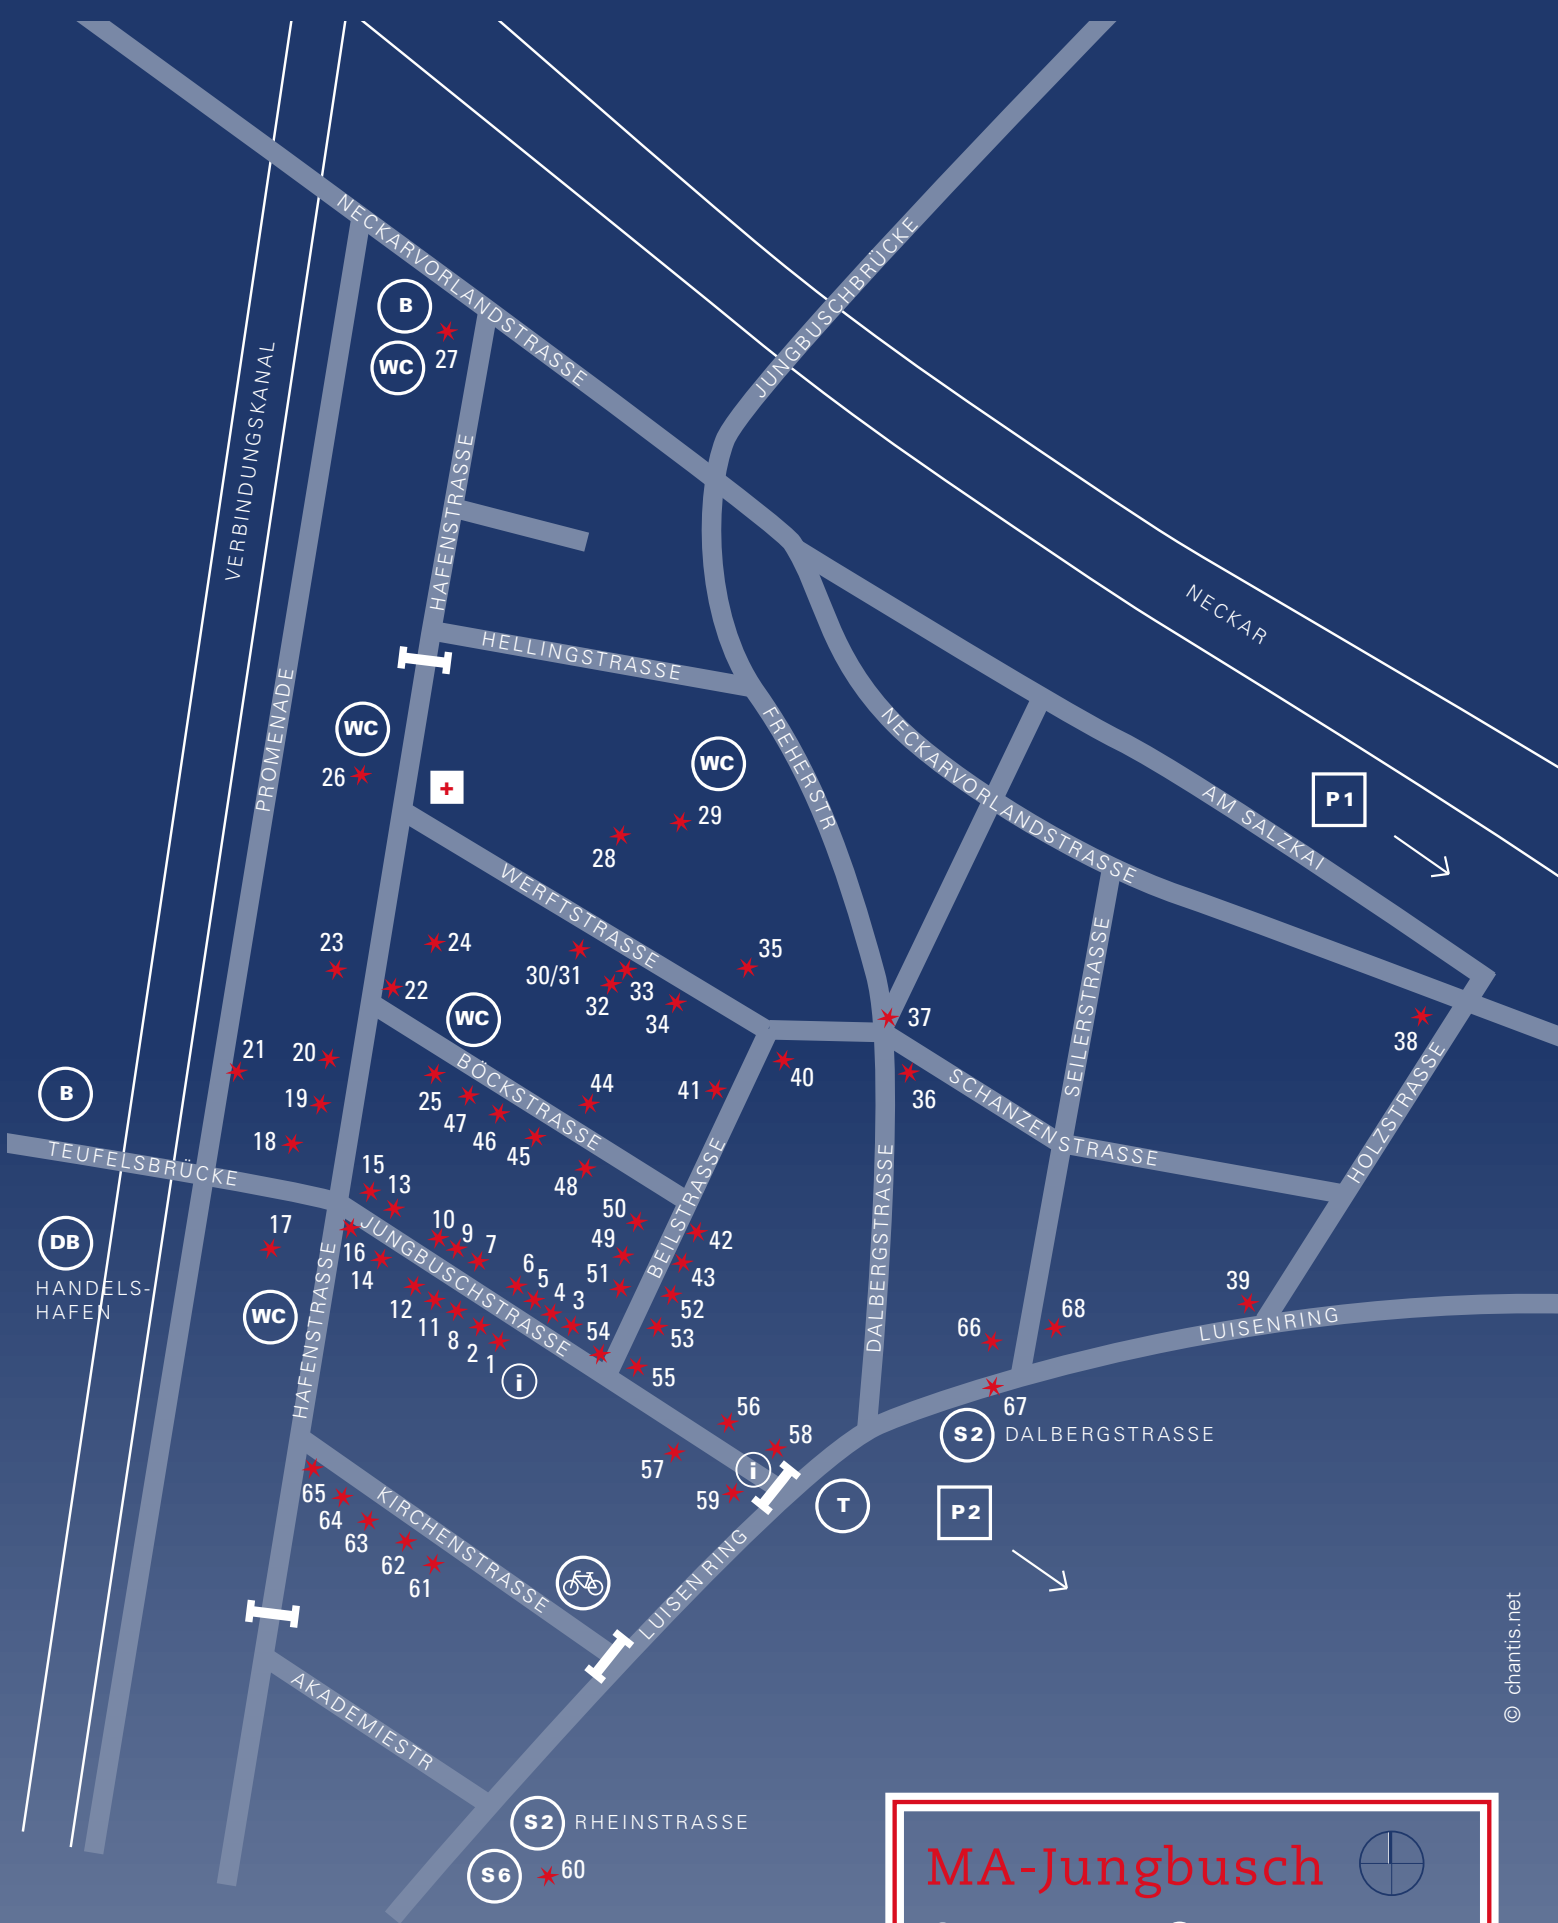 NECKARVORLANDSTRASSE
JUNGBUSCHBRÜCKE
B
27
WC
VERBINDUNGSKANAL
HAFENSTRASSE
NECKAR
HELLINGSTRASSE
PROMENADE
WC
WC
26
+
FREHERSTR
NECKARVORLANDSTRASSE
AM SALZKAI
P1
29
28
WERFTSTRASSE
23
24
35
30/31
33
32
34
22
WC
37
38
SEILERSTRASSE
21
20
BÖCKSTRASSE
25
44
41
40
36
SCHANZENSTRASSE
HOLZSTRASSE
B
19
47
46
45
18
TEUFELSBRÜCKE
15
13
48
BEILSTRASSE
DALBERGSTRASSE
17
DB
HANDELS-
HAFEN
16
14
JUNGBUSCHSTRASSE
10
9
7
50
49
42
51
43
6
5
4
3
52
53
54
39
LUISENRING
68
66
WC
HAFENSTRASSE
12
11
8
2
1
i
55
67
S2 DALBERGSTRASSE
56
58
57
i
59
T
P2
65
64
63
62
61
KIRCHENSTRASSE
LUISENRING
AKADEMIESTR
© chantis.net
S2 RHEINSTRASSE
S6
60
MA-Jungbusch